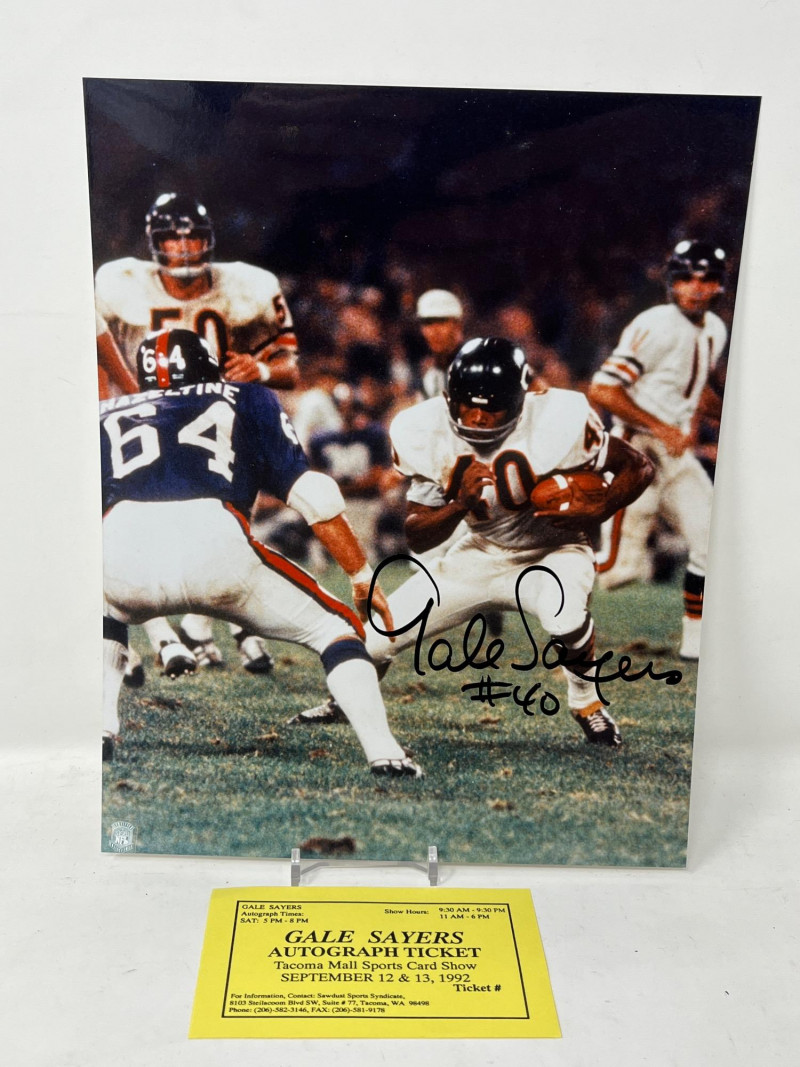 50
64
HAZELTINE
64
C
40
11
Gale Sayers
#40
NFL
GALE SAYERS
Autograph Times:
SAT: 5 PM - 8 PM
Show Hours: 9:30 AM - 9:30 PM
11 AM - 6 PM
GALE SAYERS
AUTOGRAPH TICKET
Tacoma Mall Sports Card Show
SEPTEMBER 12 & 13, 1992
Ticket #
For Information, Contact: Sawdust Sports Syndicate,
8103 Steilacoom Blvd SW, Suite # 77, Tacoma, WA 98498
Phone: (206)-582-3146, FAX: (206)-581-9178